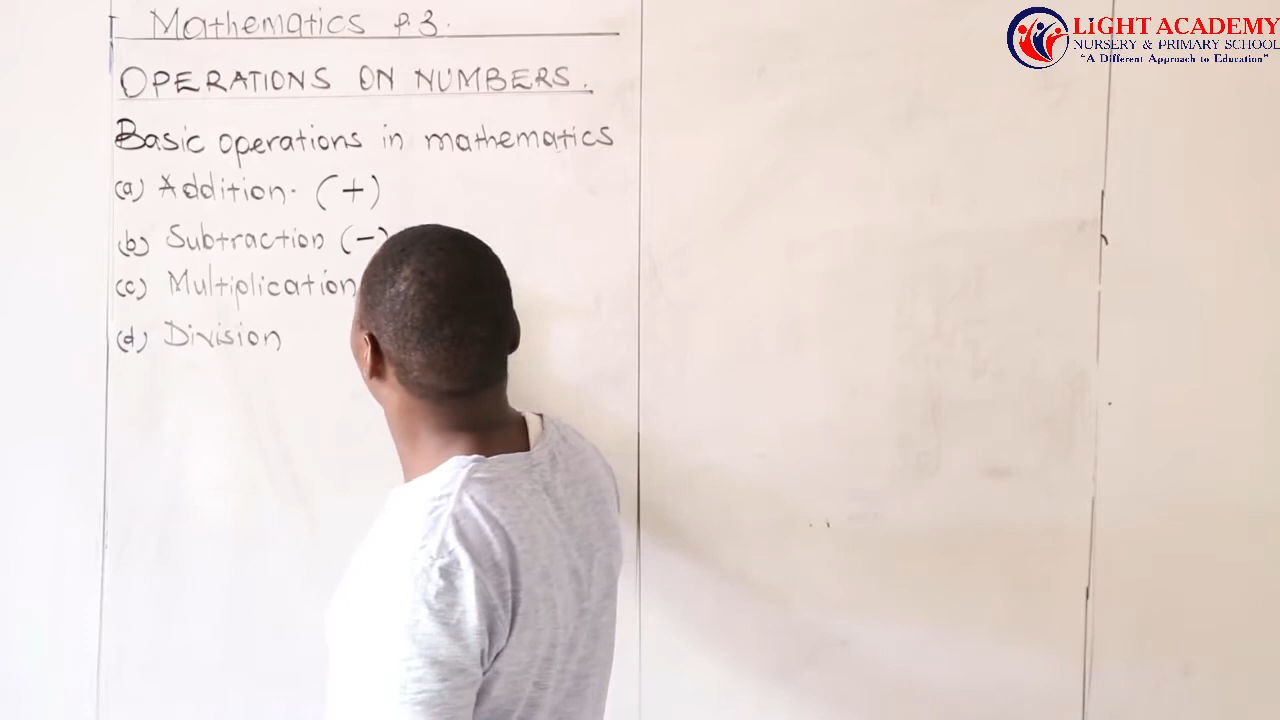 Mathematics P.3.
OPERATIONS ON NUMBERS.
Basic operations in mathematics
(a) Addition. (+)
(b) Subtraction (-)
(c) Multiplication
(d) Division
LIGHT ACADEMY
NURSERY & PRIMARY SCHOOL
"A Different Approach to Education"